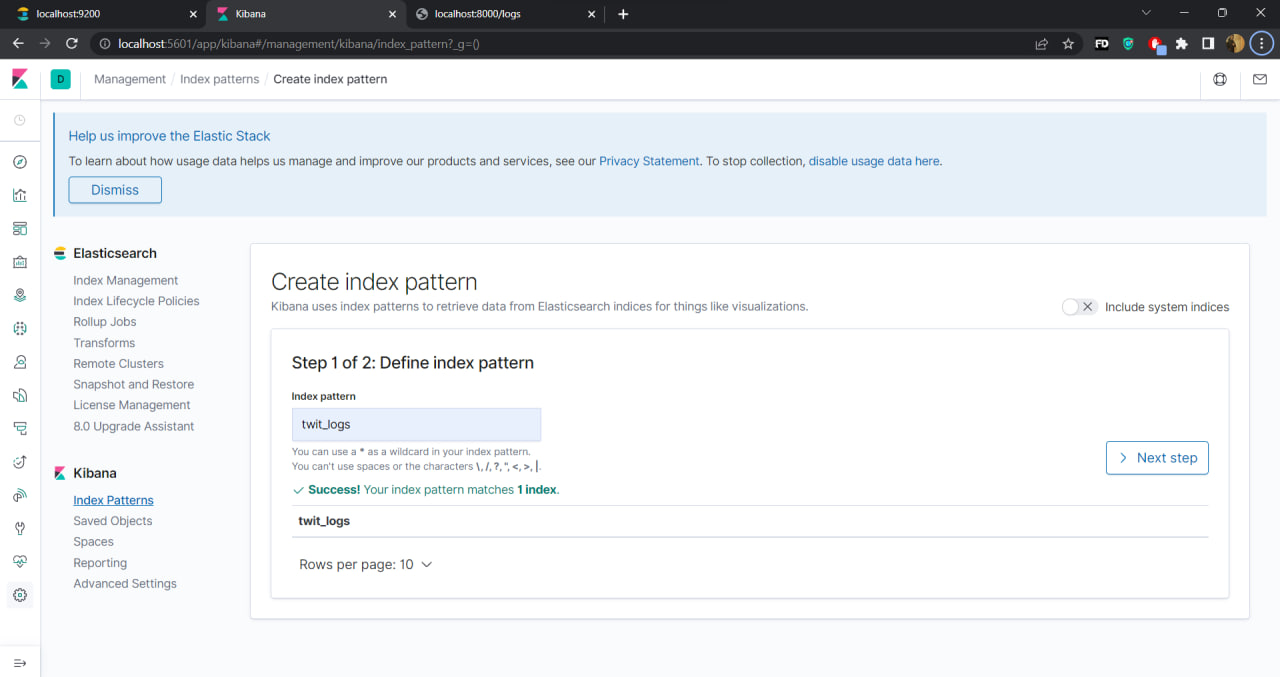 localhost:9200
Kibana
localhost:8000/logs
localhost:5601/app/kibana#/management/kibana/index_pattern?_g=()
FD
D
Management / Index patterns / Create index pattern
Help us improve the Elastic Stack
To learn about how usage data helps us manage and improve our products and services, see our Privacy Statement. To stop collection, disable usage data here.
Dismiss
Elasticsearch
Index Management
Index Lifecycle Policies
Rollup Jobs
Transforms
Remote Clusters
Snapshot and Restore
License Management
8.0 Upgrade Assistant
Kibana
Index Patterns
Saved Objects
Spaces
Reporting
Advanced Settings
Create index pattern
Kibana uses index patterns to retrieve data from Elasticsearch indices for things like visualizations.
Include system indices
Step 1 of 2: Define index pattern
Index pattern
twit_logs
You can use a * as a wildcard in your index pattern.
You can't use spaces or the characters \, /, ?, ", <, >, |.
Success! Your index pattern matches 1 index.
Next step
twit_logs
Rows per page: 10